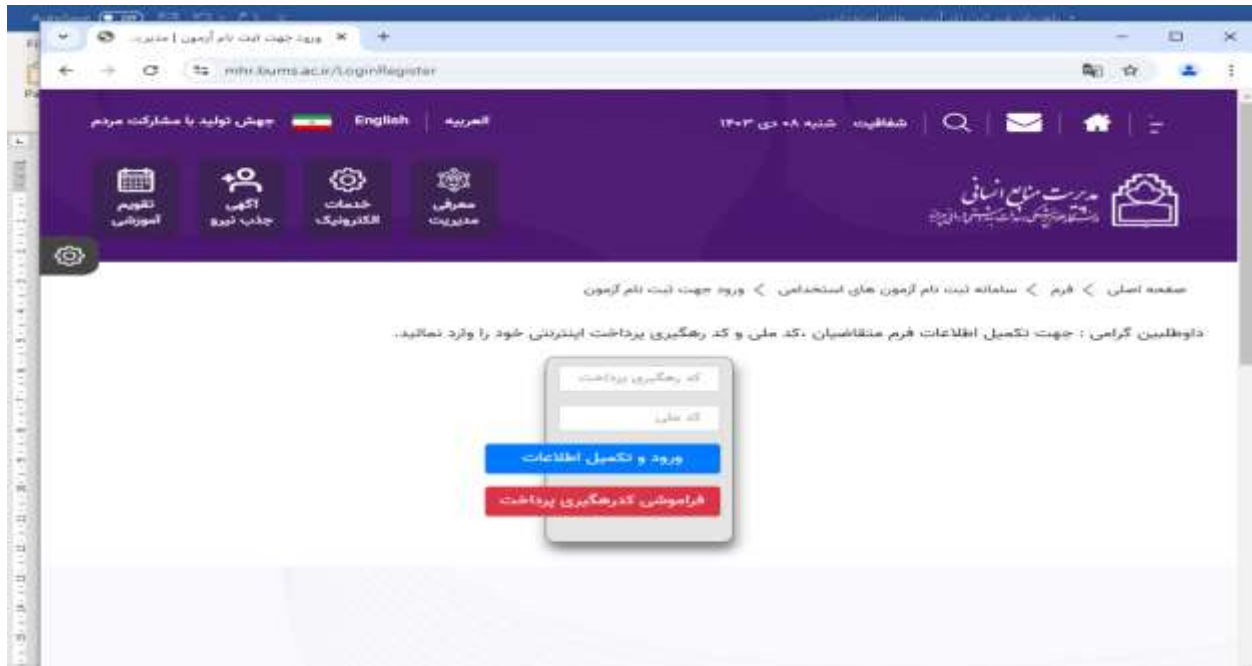 ورود جهت ثبت نام آزمون | مدیریت
mhr.bums.ac.ir/LoginRegister
شفافیت شنبه ۰۸ دی ۱۴۰۳
العربیه | English جهش تولید با مشارکت مردم
مدیریت منابع انسانی
معرفی مدیریت
خدمات الکترونیک
آگهی جذب نیرو
تقویم آموزشی
صفحه اصلی > فرم > سامانه ثبت نام آزمون های استخدامی > ورود جهت ثبت نام آزمون
داوطلبین گرامی : جهت تکمیل اطلاعات فرم متقاضیان ،کد ملی و کد رهگیری پرداخت اینترنتی خود را وارد نمائید.
کد رهگیری پرداخت
کد ملی
ورود و تکمیل اطلاعات
فراموشی کدرهگیری پرداخت